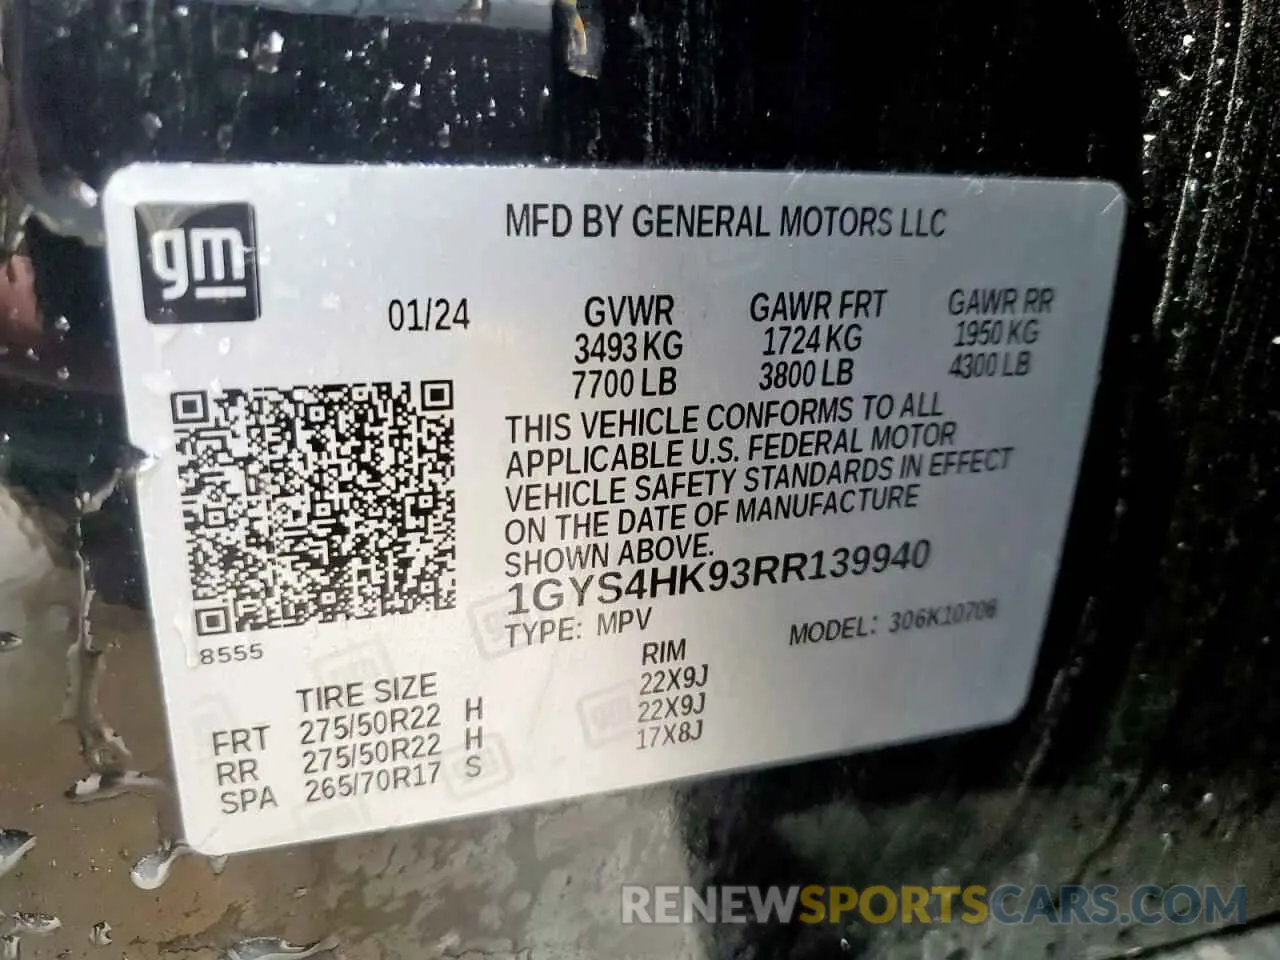 gm
MFD BY GENERAL MOTORS LLC
01/24 GVWR GAWR FRT GAWR RR
3493 KG 1724 KG 1950 KG
7700 LB 3800 LB 4300 LB
THIS VEHICLE CONFORMS TO ALL
APPLICABLE U.S. FEDERAL MOTOR
VEHICLE SAFETY STANDARDS IN EFFECT
ON THE DATE OF MANUFACTURE
SHOWN ABOVE.
1GYS4HK93RR139940
TYPE: MPV MODEL: 306K10706
8555
TIRE SIZE RIM
FRT 275/50R22 H 22X9J
RR 275/50R22 H 22X9J
SPA 265/70R17 S 17X8J
RENEWSPORTSCARS.COM